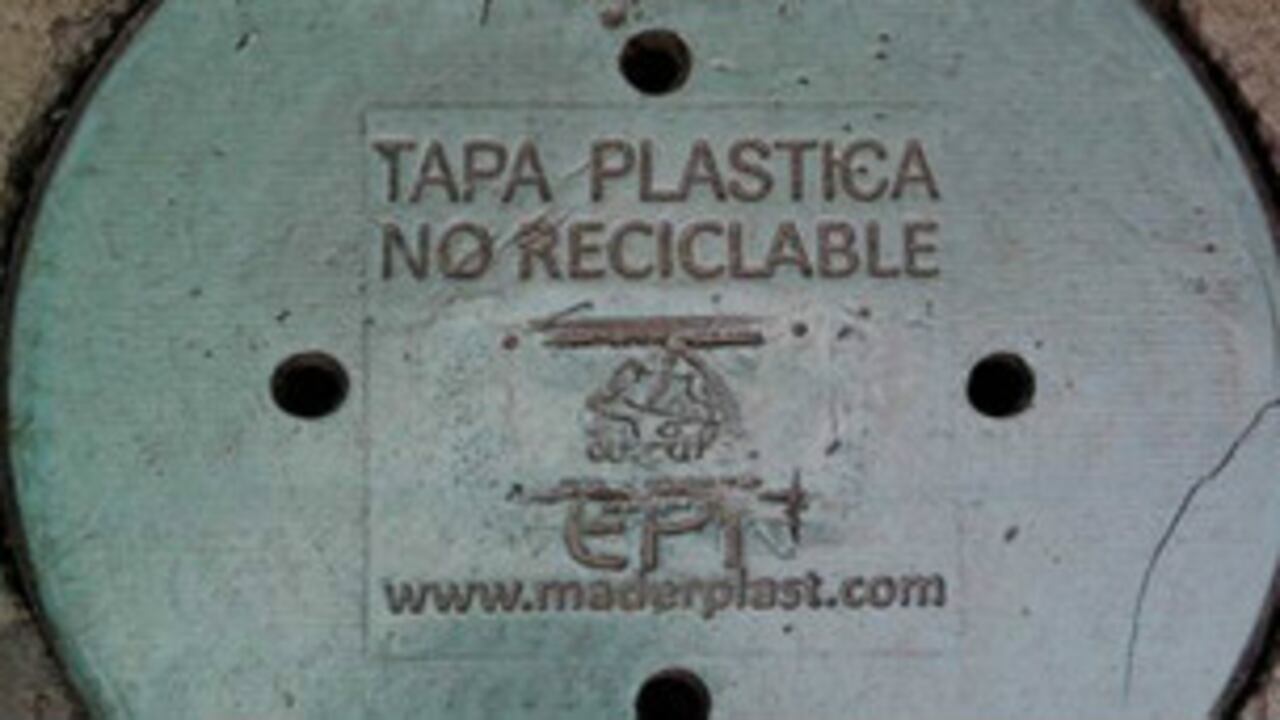 TAPA PLASTICA
NO RECICLABLE
www.maderplast.com